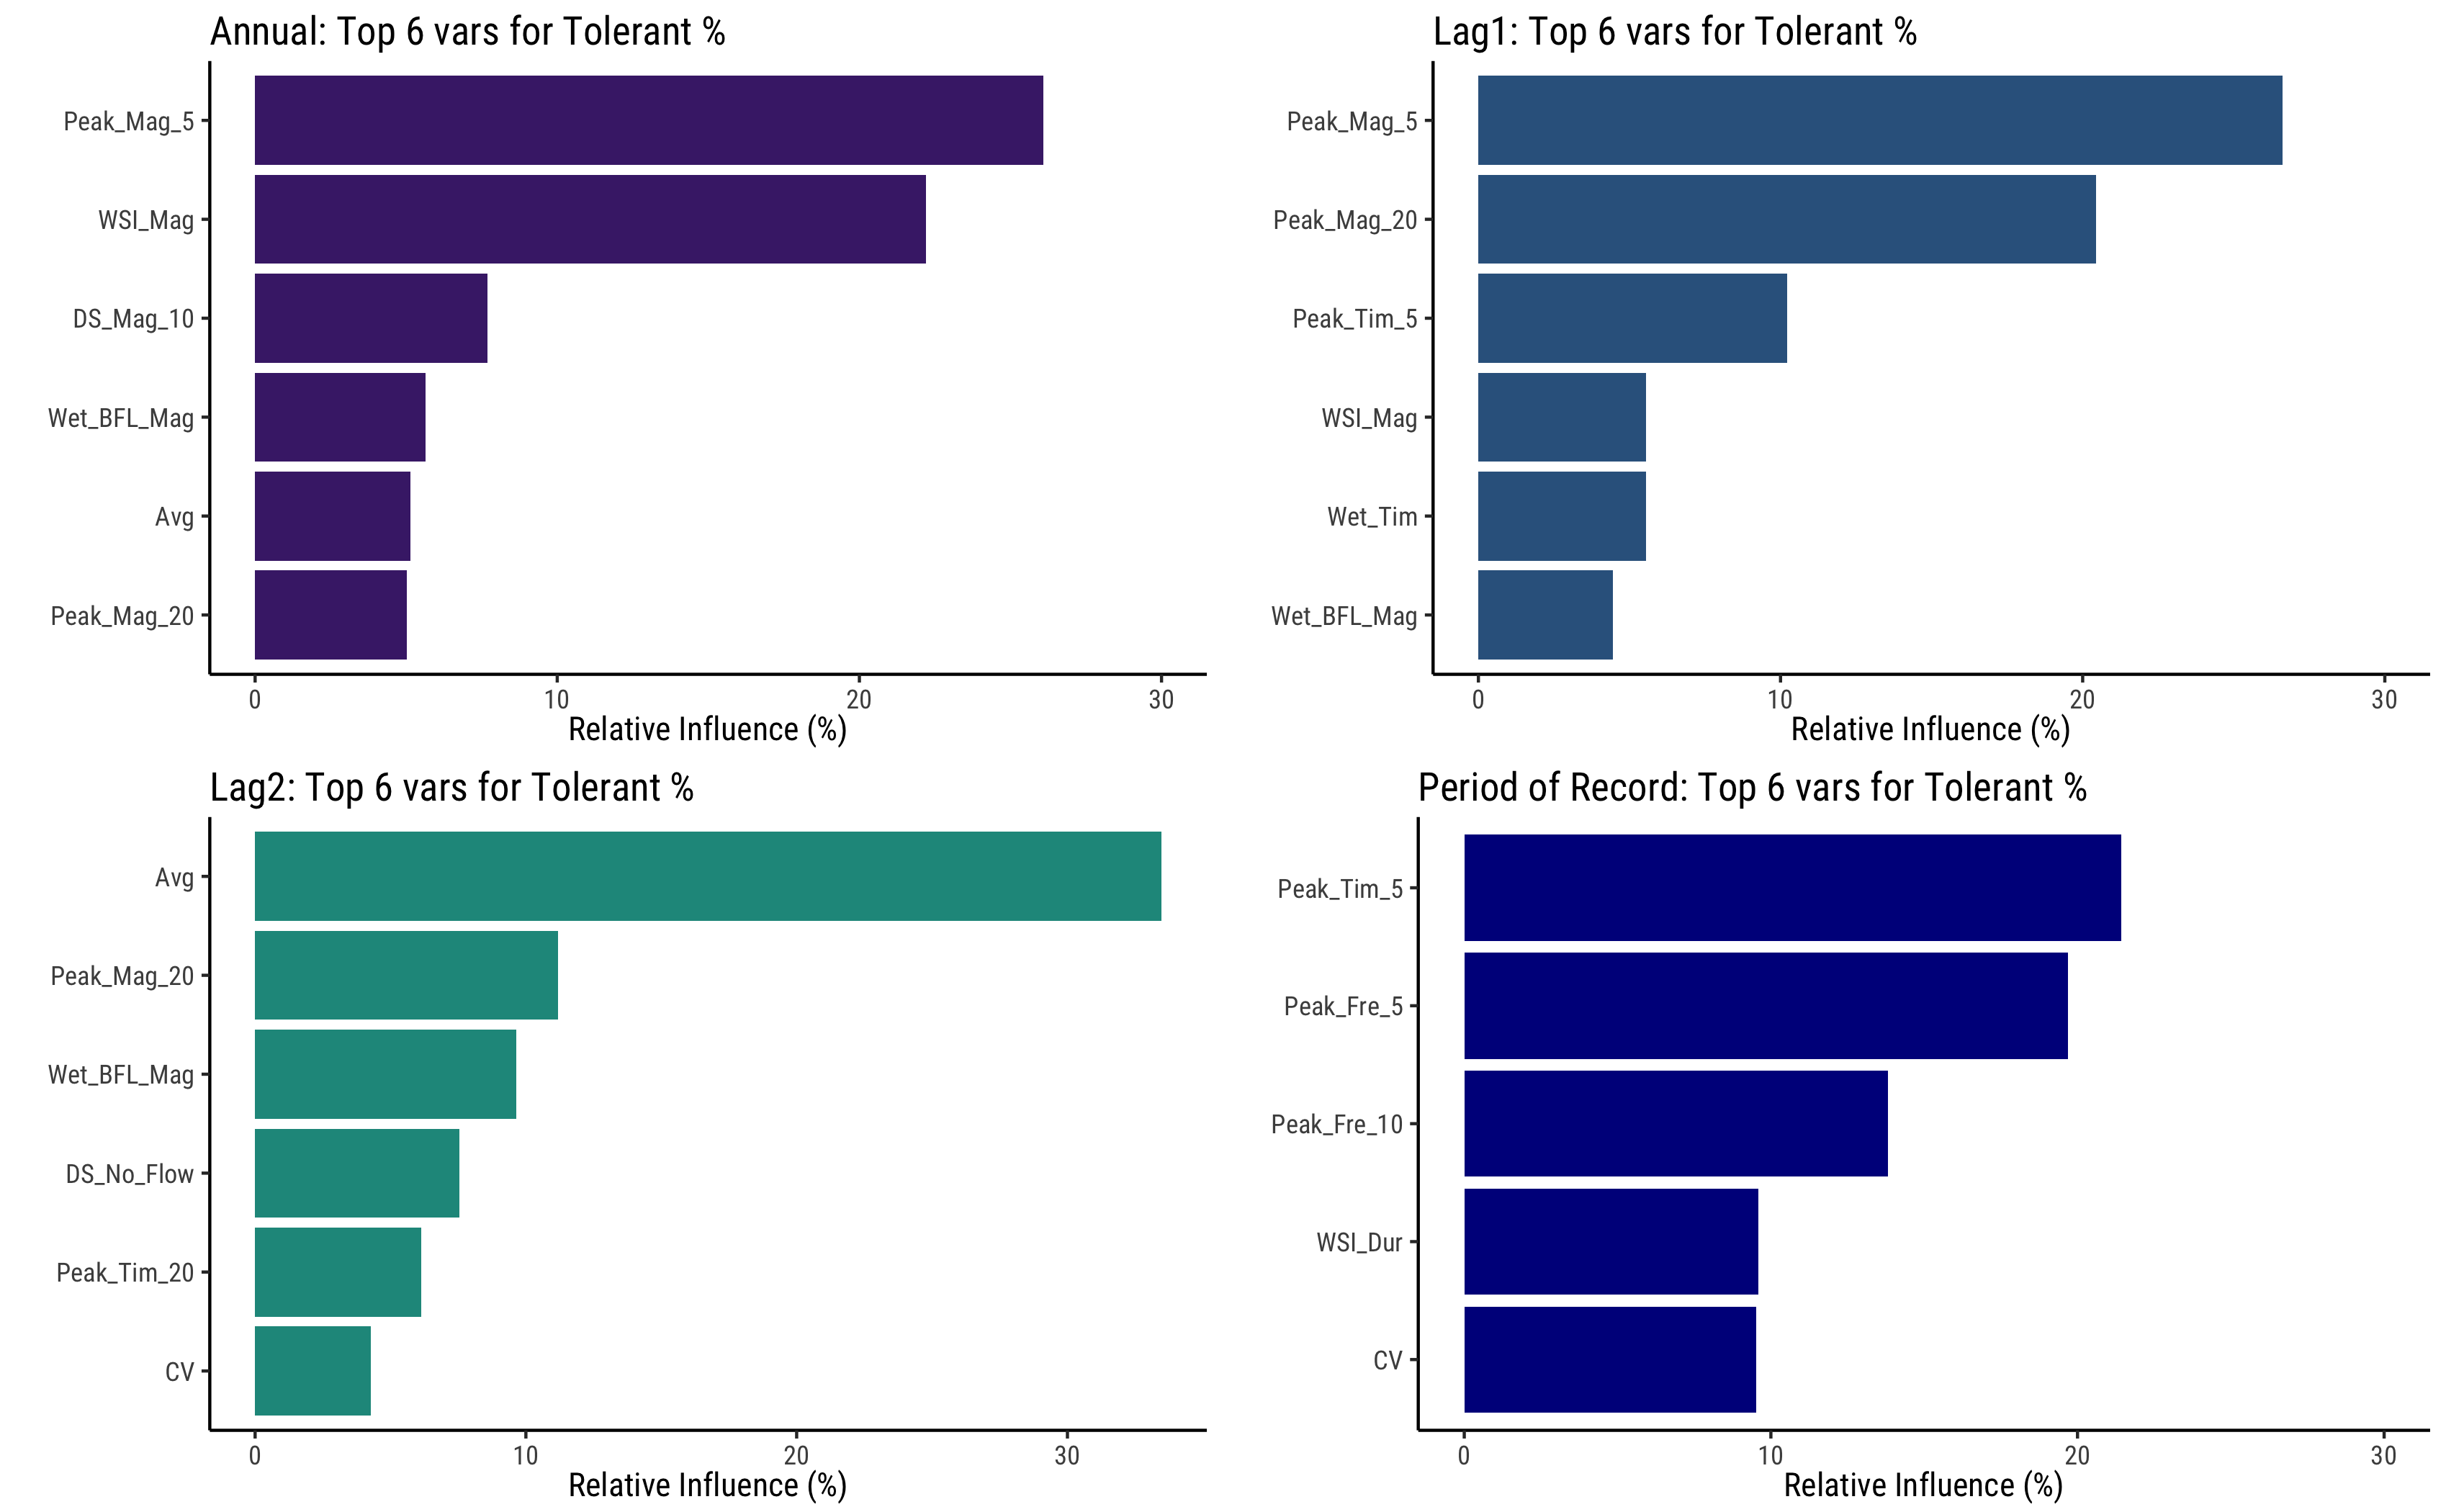 Annual: Top 6 vars for Tolerant %
Peak_Mag_5
WSI_Mag
DS_Mag_10
Wet_BFL_Mag
Avg
Peak_Mag_20
0 10 20 30
Relative Influence (%)
Lag1: Top 6 vars for Tolerant %
Peak_Mag_5
Peak_Mag_20
Peak_Tim_5
WSI_Mag
Wet_Tim
Wet_BFL_Mag
0 10 20 30
Relative Influence (%)
Lag2: Top 6 vars for Tolerant %
Avg
Peak_Mag_20
Wet_BFL_Mag
DS_No_Flow
Peak_Tim_20
CV
0 10 20 30
Relative Influence (%)
Period of Record: Top 6 vars for Tolerant %
Peak_Tim_5
Peak_Fre_5
Peak_Fre_10
WSI_Dur
CV
0 10 20 30
Relative Influence (%)